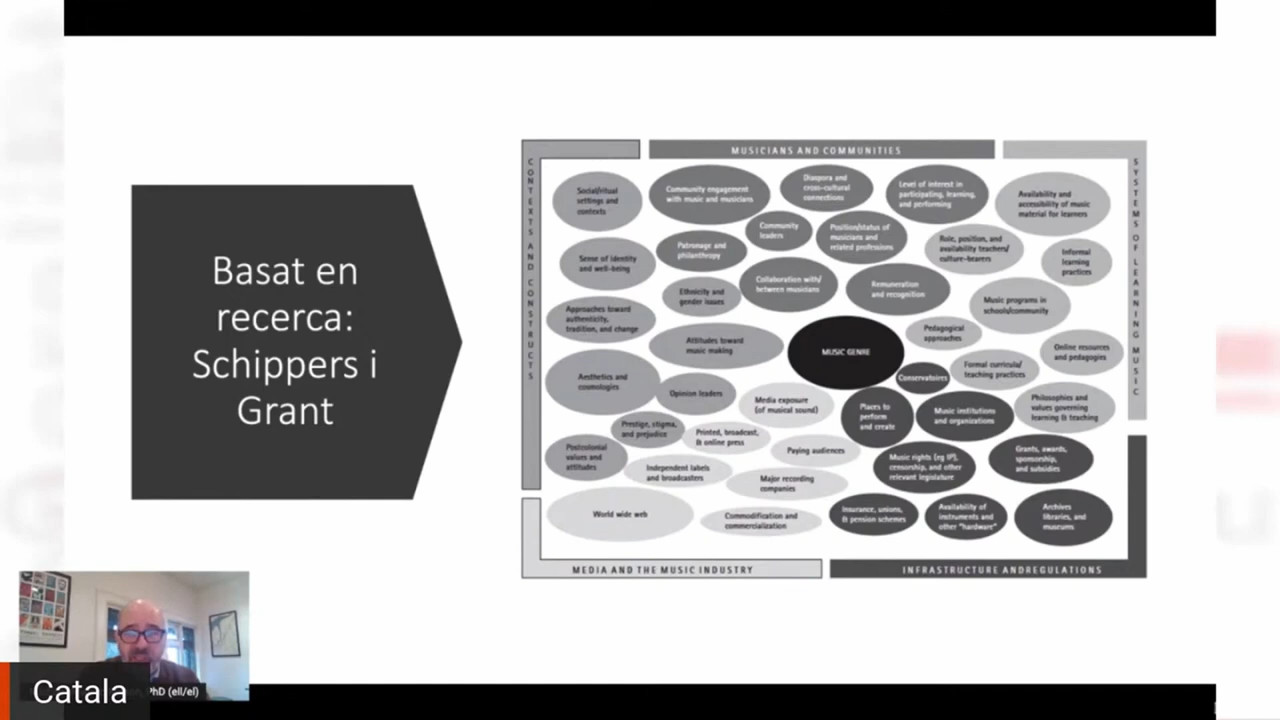 Basat en
recerca:
Schippers i
Grant
MUSICIANS AND COMMUNITIES
CONTEXTS AND CONSTRUCTS
SYSTEMS OF LEARNING MUSIC
Social/ritual
settings and
contexts
Community engagement
with music and musicians
Diaspora and
cross-cultural
connections
Level of interest in
participating, learning,
and performing
Availability and
accessibility of music
material for learners
Community
leaders
Position/status of
musicians and
related professions
Sense of identity
and well-being
Patronage and
philanthropy
Role, position, and
availability teachers/
culture-bearers
Informal
learning
practices
Collaboration with/
between musicians
Remuneration
and recognition
Ethnicity and
gender issues
Approaches toward
authenticity,
tradition, and change
Music programs in
schools/community
Attitudes toward
music making
MUSIC GENRE
Pedagogical
approaches
Online resources
and pedagogies
Aesthetics and
cosmologies
Opinion leaders
Conservatoires
Formal curricula/
teaching practices
Media exposure
(of musical sound)
Places to
perform
and create
Music institutions
and organizations
Philosophies and
values governing
learning & teaching
Prestige, stigma,
and prejudice
Printed, broadcast,
& online press
Paying audiences
Postcolonial
values and
attitudes
Independent labels
and broadcasters
Major recording
companies
Music rights (eg IP),
censorship, and other
relevant legislature
Grants, awards,
sponsorship,
and subsidies
World wide web
Commodification and
commercialization
Insurance, unions,
& pension schemes
Availability of
instruments and
other "hardware"
Archives
libraries, and
museums
MEDIA AND THE MUSIC INDUSTRY
INFRASTRUCTURE ANDREGULATIONS
PhD (ell/el)
Catala